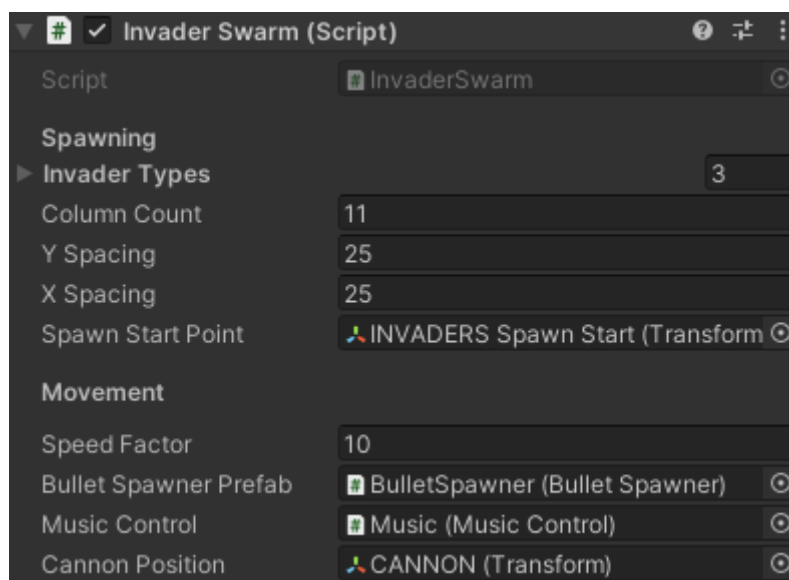 # Invader Swarm (Script)
Script # InvaderSwarm
Spawning
Invader Types 3
Column Count 11
Y Spacing 25
X Spacing 25
Spawn Start Point INVADERS Spawn Start (Transform
Movement
Speed Factor 10
Bullet Spawner Prefab # BulletSpawner (Bullet Spawner)
Music Control # Music (Music Control)
Cannon Position CANNON (Transform)